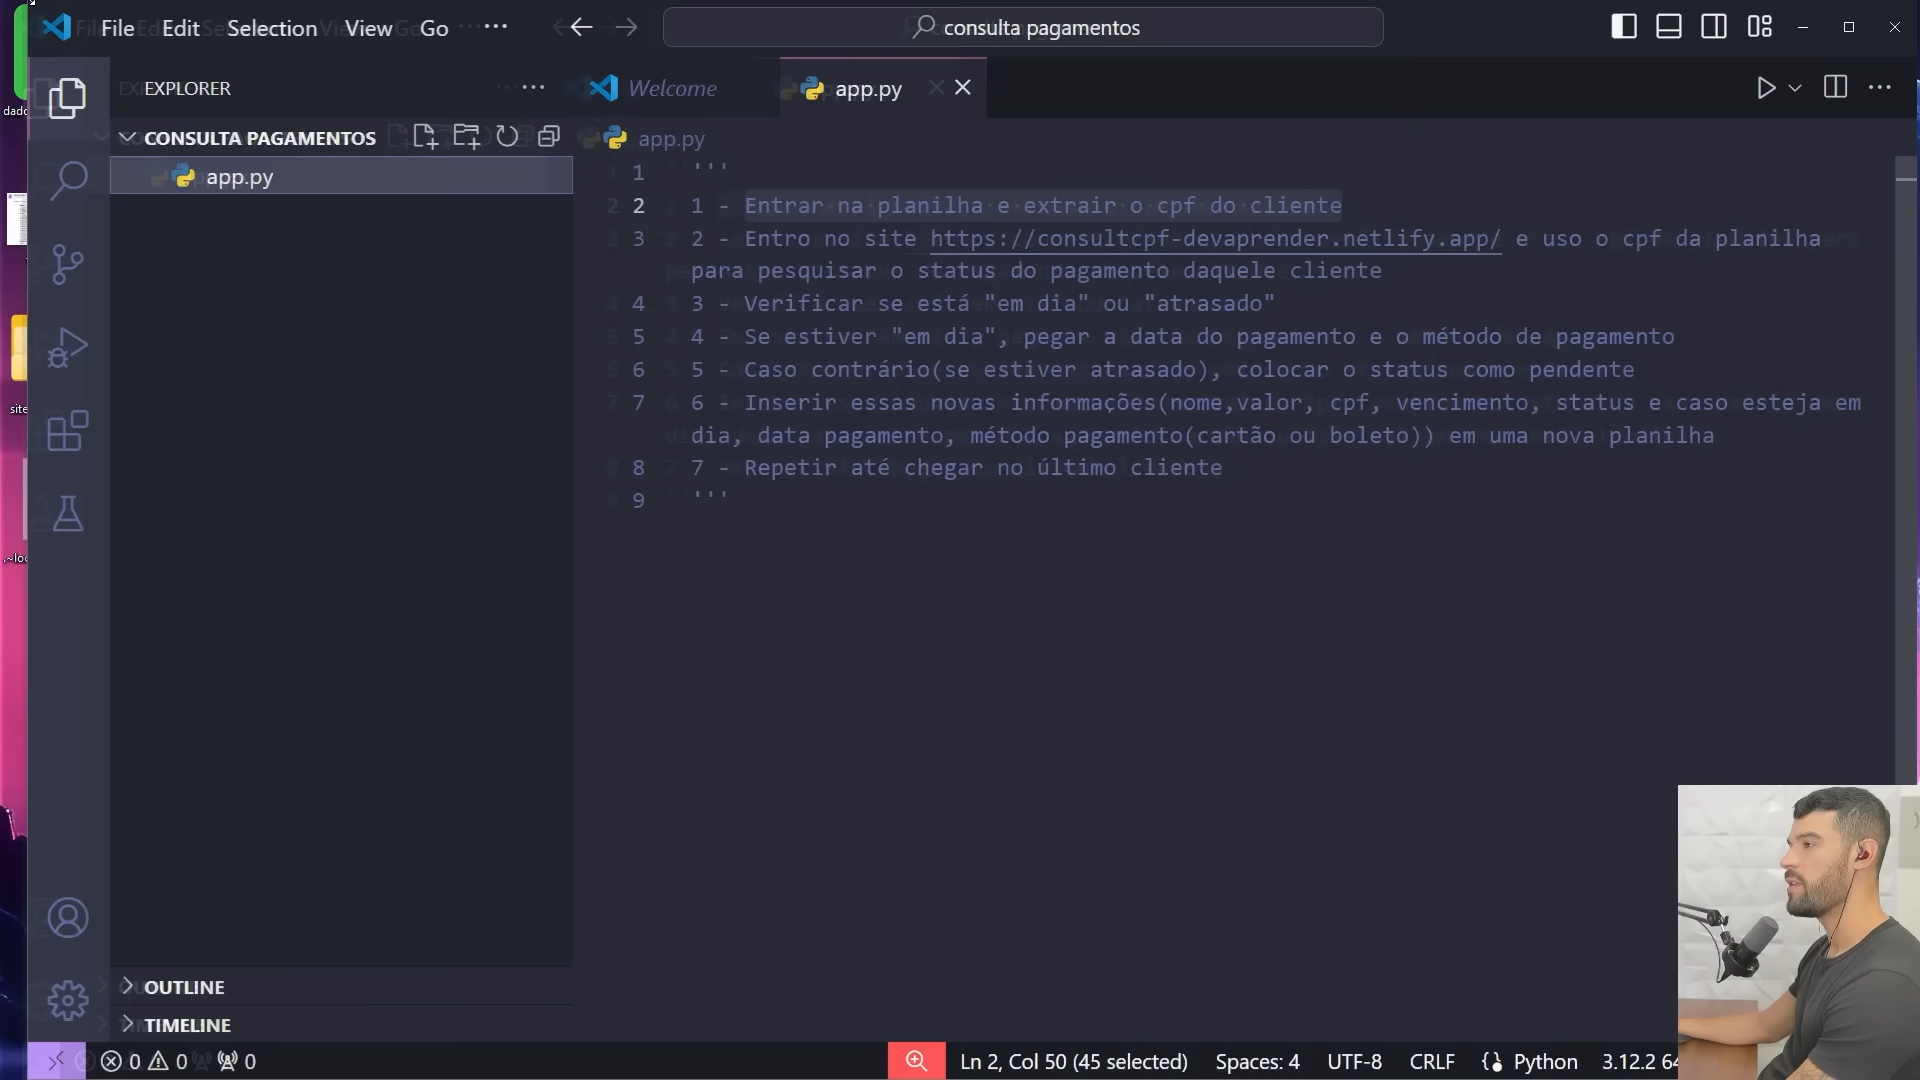 File Edit Selection View Go ···
consulta pagamentos
dado
site
.~loc
EXPLORER
CONSULTA PAGAMENTOS
app.py
OUTLINE
TIMELINE
Welcome
app.py
app.py
1 '''
2 1 - Entrar na planilha e extrair o cpf do cliente
3 2 - Entro no site https://consultcpf-devaprender.netlify.app/ e uso o cpf da planilha
para pesquisar o status do pagamento daquele cliente
4 3 - Verificar se está "em dia" ou "atrasado"
5 4 - Se estiver "em dia", pegar a data do pagamento e o método de pagamento
6 5 - Caso contrário(se estiver atrasado), colocar o status como pendente
7 6 - Inserir essas novas informações(nome,valor, cpf, vencimento, status e caso esteja em
dia, data pagamento, método pagamento(cartão ou boleto)) em uma nova planilha
8 7 - Repetir até chegar no último cliente
9 '''
0 0 0
Ln 2, Col 50 (45 selected) Spaces: 4 UTF-8 CRLF Python 3.12.2 64